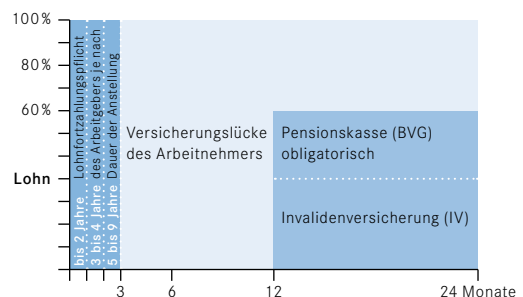 100%
80%
60%
Lohn
Lohnfortzahlungspflicht
des Arbeitgebers je nach
Dauer der Anstellung
bis 2 Jahre
3 bis 4 Jahre
5 bis 9 Jahre
Versicherungslücke
des Arbeitnehmers
Pensionskasse (BVG)
obligatorisch
Invalidenversicherung (IV)
3
6
12
24 Monate